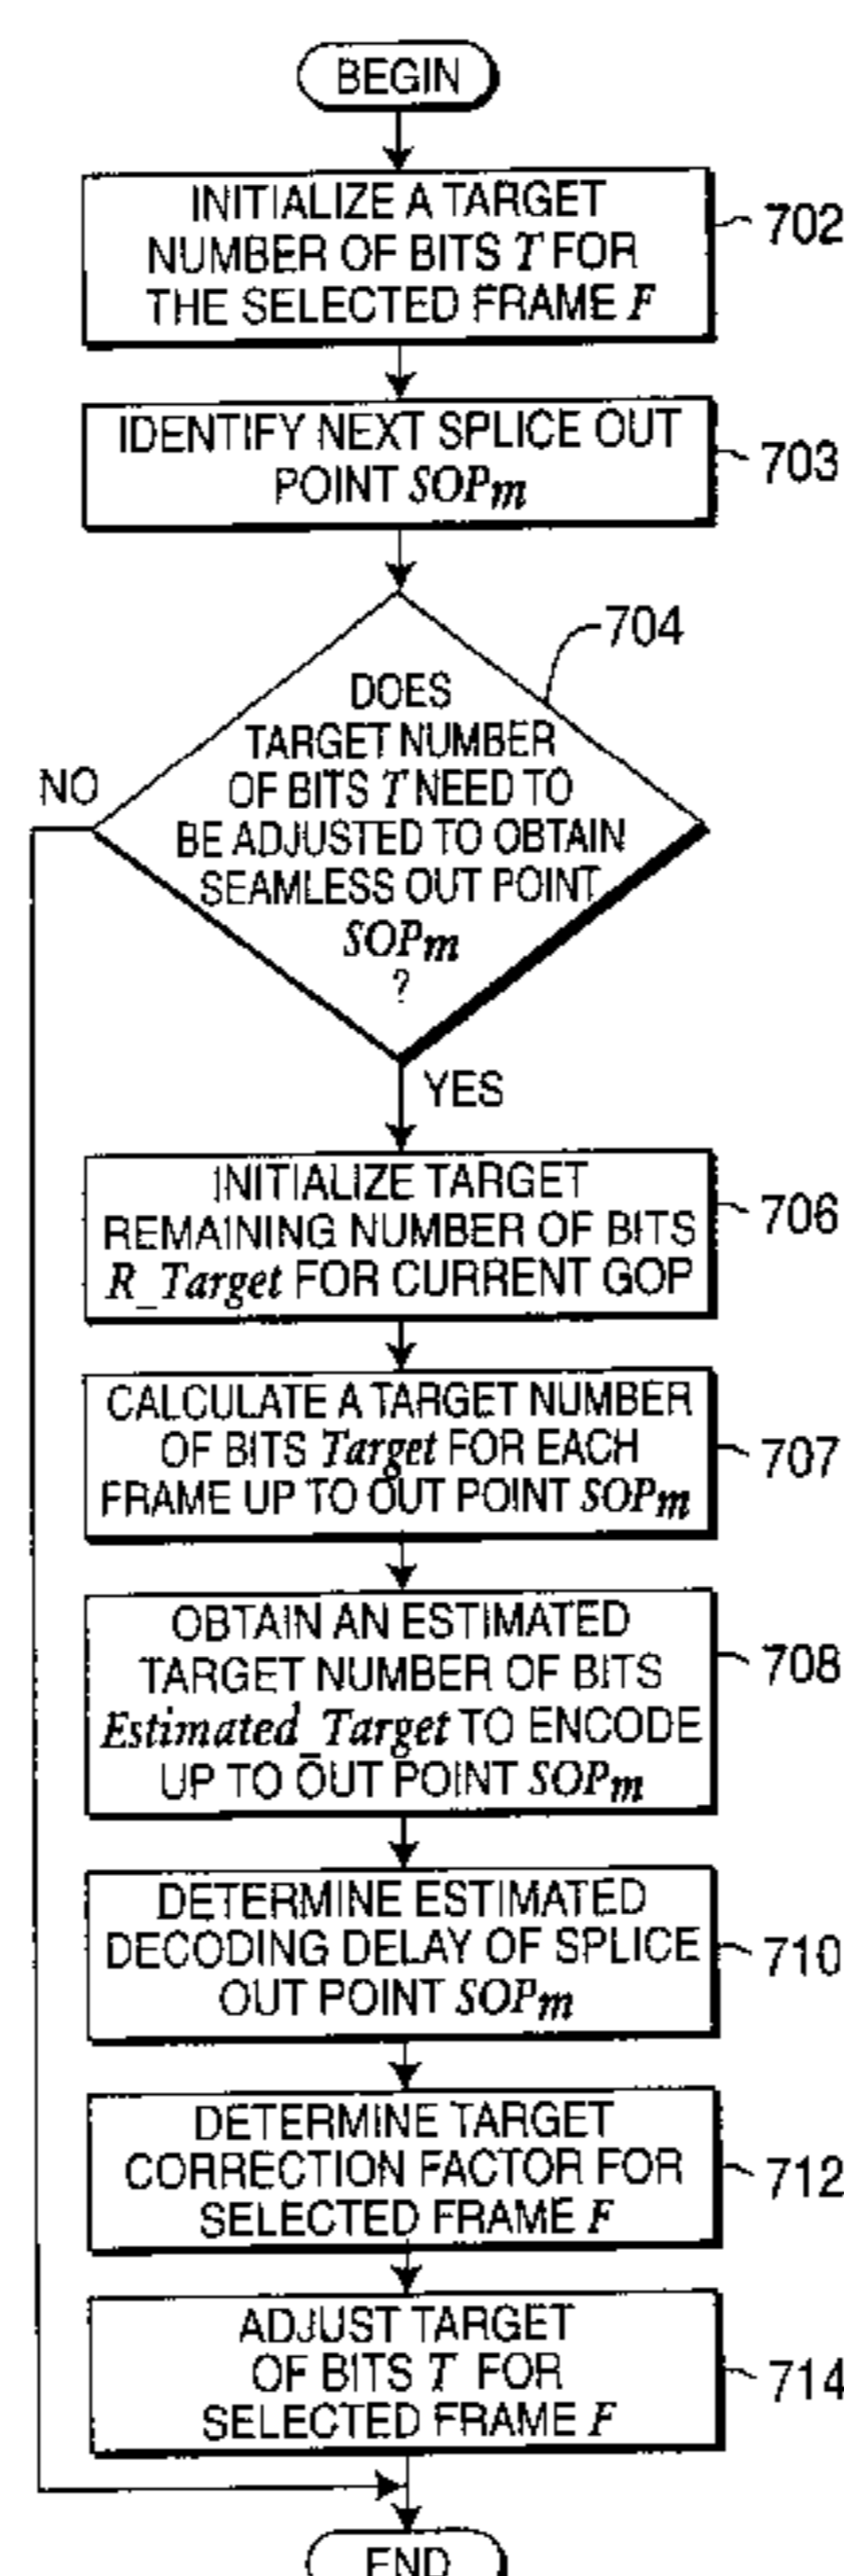 BEGIN
INITIALIZE A TARGET
NUMBER OF BITS T FOR
THE SELECTED FRAME F
702
IDENTIFY NEXT SPLICE OUT
POINT SOPm
703
704
DOES
TARGET NUMBER
OF BITS T NEED TO
BE ADJUSTED TO OBTAIN
SEAMLESS OUT POINT
SOPm
?
NO
YES
INITIALIZE TARGET
REMAINING NUMBER OF BITS
R_Target FOR CURRENT GOP
706
CALCULATE A TARGET NUMBER
OF BITS Target FOR EACH
FRAME UP TO OUT POINT SOPm
707
OBTAIN AN ESTIMATED
TARGET NUMBER OF BITS
Estimated_Target TO ENCODE
UP TO OUT POINT SOPm
708
DETERMINE ESTIMATED
DECODING DELAY OF SPLICE
OUT POINT SOPm
710
DETERMINE TARGET
CORRECTION FACTOR FOR
SELECTED FRAME F
712
ADJUST TARGET
OF BITS T FOR
SELECTED FRAME F
714
END